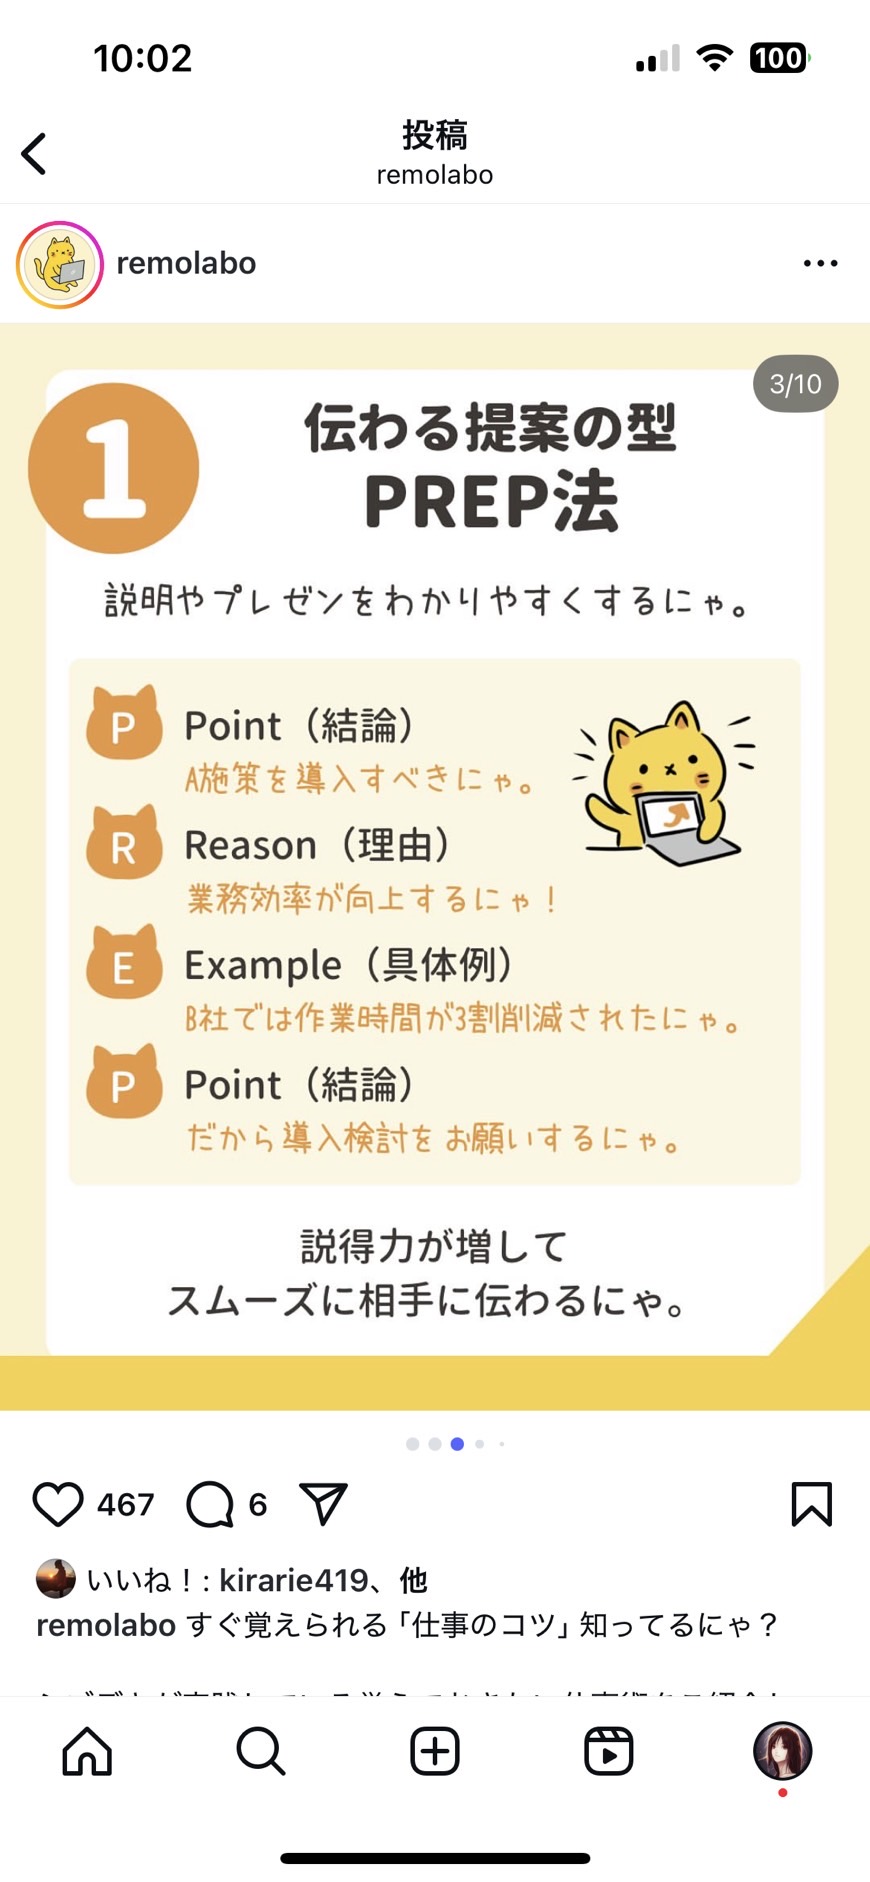 10:02
100
投稿
remolabo
remolabo
3/10
1
伝わる提案の型
PREP法
説明やプレゼンをわかりやすくするにゃ。
P Point（結論）
A施策を導入すべきにゃ。
R Reason（理由）
業務効率が向上するにゃ！
E Example（具体例）
B社では作業時間が3割削減されたにゃ。
P Point（結論）
だから導入検討をお願いするにゃ。
説得力が増して
スムーズに相手に伝わるにゃ。
467 6
いいね！: kirarie419、他
remolabo すぐ覚えられる「仕事のコツ」知ってるにゃ？